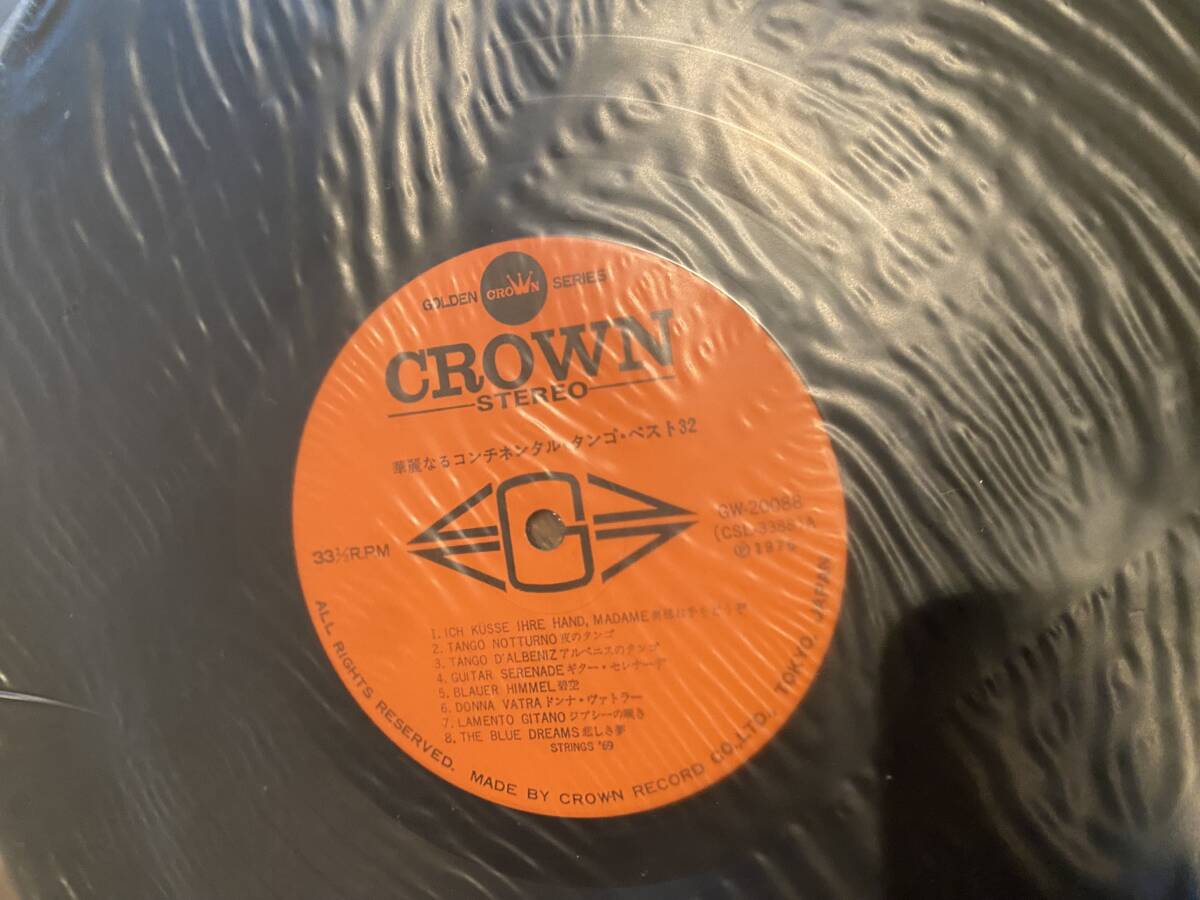 GOLDEN CROWN SERIES
CROWN
STEREO
華麗なるコンチネンタル・タンゴ・ベスト32
G
33⅓R.P.M
GW-20088
Ⓟ1975
1. ICH KÜSSE IHRE HAND, MADAME
2. TANGO NOTTURNO 夜のタンゴ
3. TANGO D'ALBENIZ アルベニスのタンゴ
4. GUITAR SERENADE ギター・セレナーデ
5. BLAUER HIMMEL 碧空
6. DONNA VATRA ドンナ・ヴァトラー
7. LAMENTO GITANO ジプシーの嘆き
8. THE BLUE DREAMS 悲しき夢
STRINGS '69
ALL RIGHTS RESERVED. MADE BY CROWN RECORD CO.,LTD., TOKYO, JAPAN